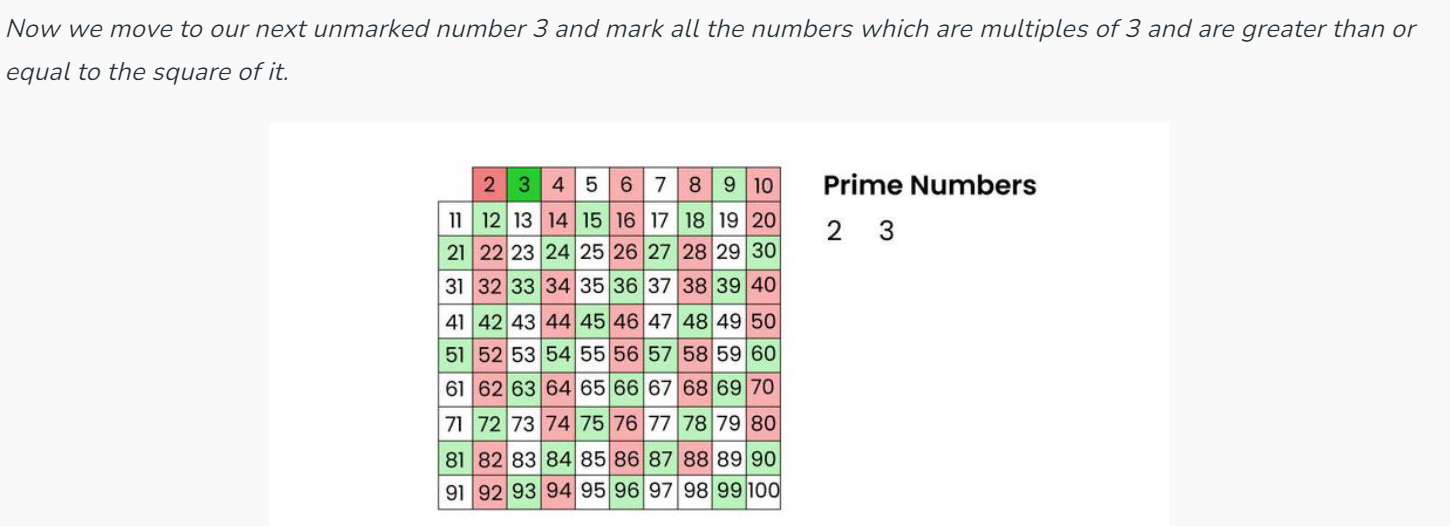 Now we move to our next unmarked number 3 and mark all the numbers which are multiples of 3 and are greater than or
equal to the square of it.
2 3 4 5 6 7 8 9 10
11 12 13 14 15 16 17 18 19 20
21 22 23 24 25 26 27 28 29 30
31 32 33 34 35 36 37 38 39 40
41 42 43 44 45 46 47 48 49 50
51 52 53 54 55 56 57 58 59 60
61 62 63 64 65 66 67 68 69 70
71 72 73 74 75 76 77 78 79 80
81 82 83 84 85 86 87 88 89 90
91 92 93 94 95 96 97 98 99 100
Prime Numbers
2 3